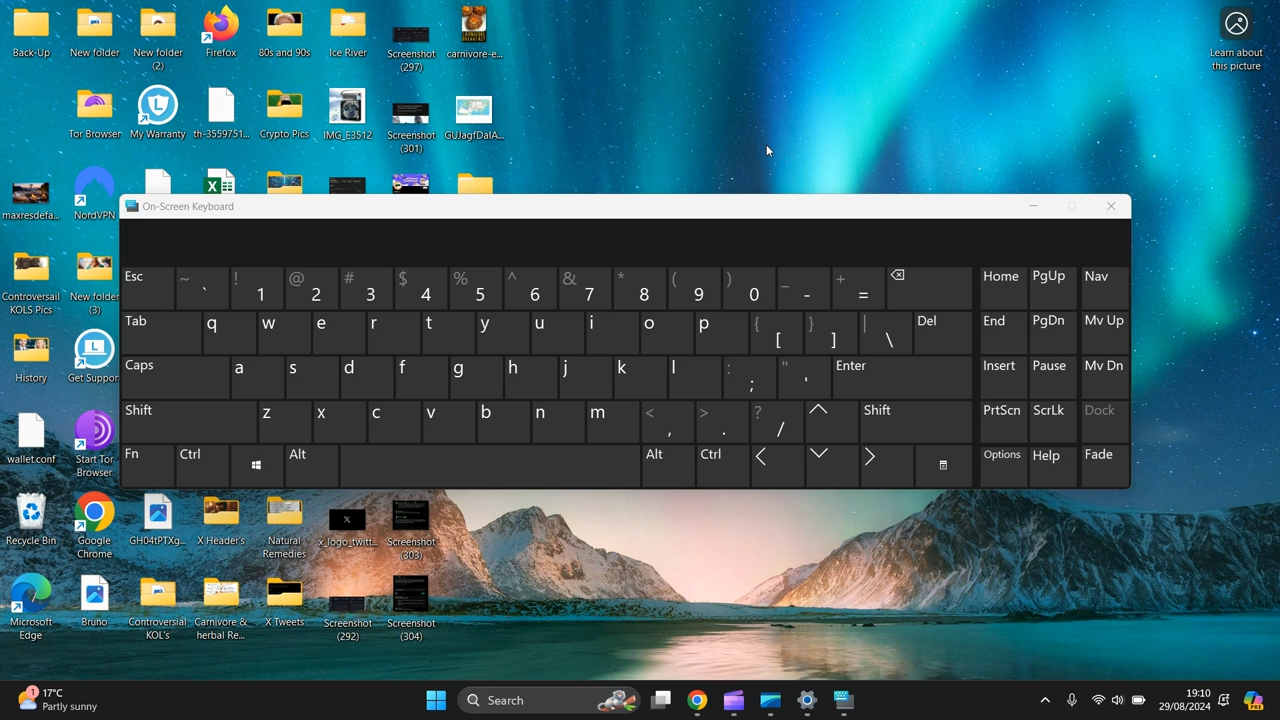 Back-Up
New folder
New folder
(2)
Firefox
80s and 90s
Ice River
Screenshot
(297)
carnivore-e...
Learn about
this picture
Tor Browser
My Warranty
th-3559751...
Crypto Pics
IMG_E3512
Screenshot
(301)
GUJagfDaIA...
maxresdefa...
NordVPN
On-Screen Keyboard
Esc ~ ` ! 1 @ 2 # 3 $ 4 % 5 ^ 6 & 7 * 8 ( 9 ) 0 _ - + = Home PgUp Nav
Tab q w e r t y u i o p { [ } ] | \ Del End PgDn Mv Up
Caps a s d f g h j k l : ; " ' Enter Insert Pause Mv Dn
Shift z x c v b n m < , > . ? / Shift PrtScn ScrLk Dock
Fn Ctrl Alt Alt Ctrl Options Help Fade
Controversail
KOLS Pics
New folder
(3)
History
Get Support
wallet.conf
Start Tor
Browser
Recycle Bin
Google
Chrome
GH04tPTXg...
X Header's
Natural
Remedies
x_logo_twitt...
Screenshot
(303)
Microsoft
Edge
Bruno
Controversial
KOL's
Carnivore &
herbal Re...
X Tweets
Screenshot
(292)
Screenshot
(304)
1
17°C
Partly sunny
Search
19:10
29/08/2024